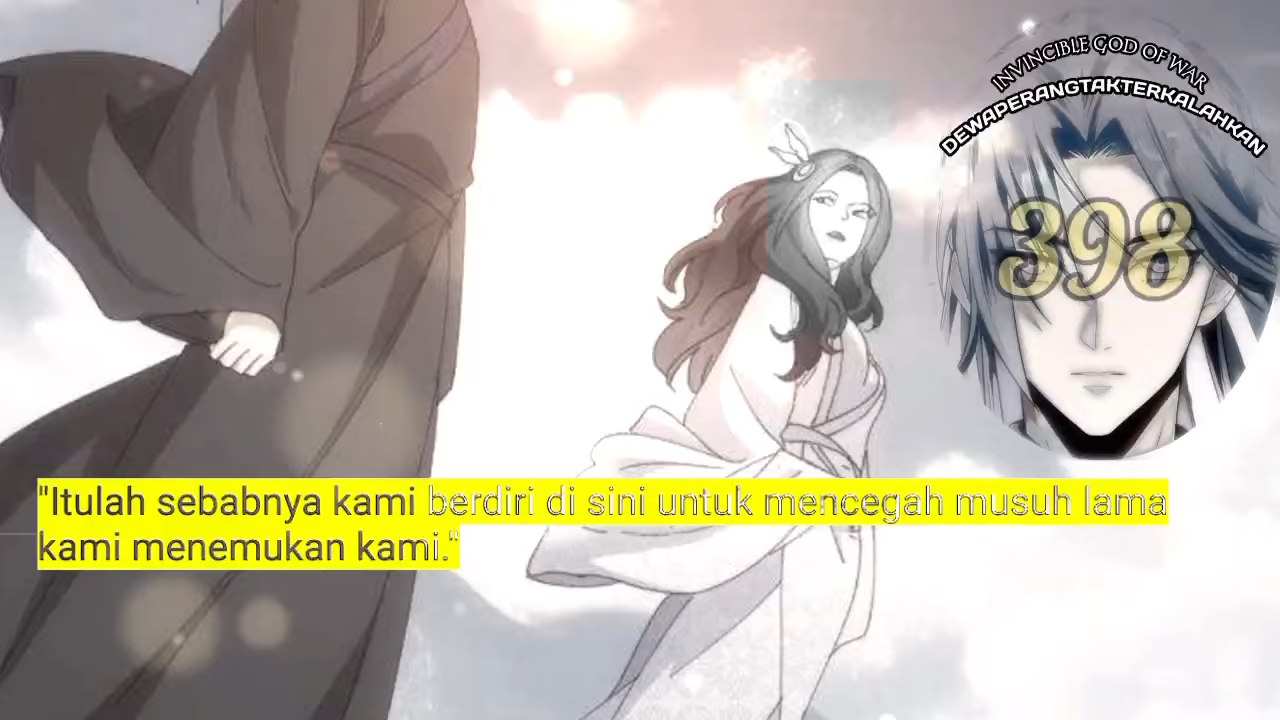 INVINCIBLE GOD OF WAR
DEWAPERANGTAKTERKALAHKAN
398
"Itulah sebabnya kami berdiri di sini untuk mencegah musuh lama
kami menemukan kami."